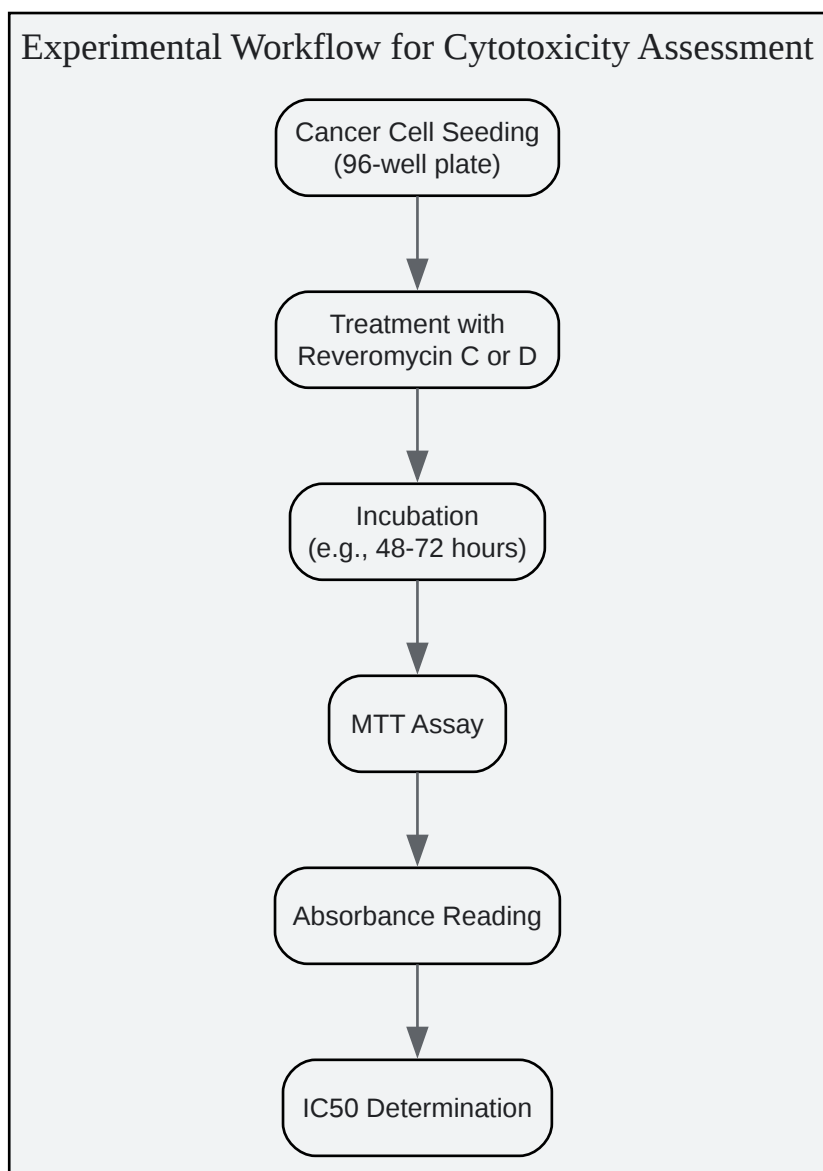 Experimental Workflow for Cytotoxicity Assessment
Cancer Cell Seeding
(96-well plate)
Treatment with
Reveromycin C or D
Incubation
(e.g., 48-72 hours)
MTT Assay
Absorbance Reading
IC50 Determination